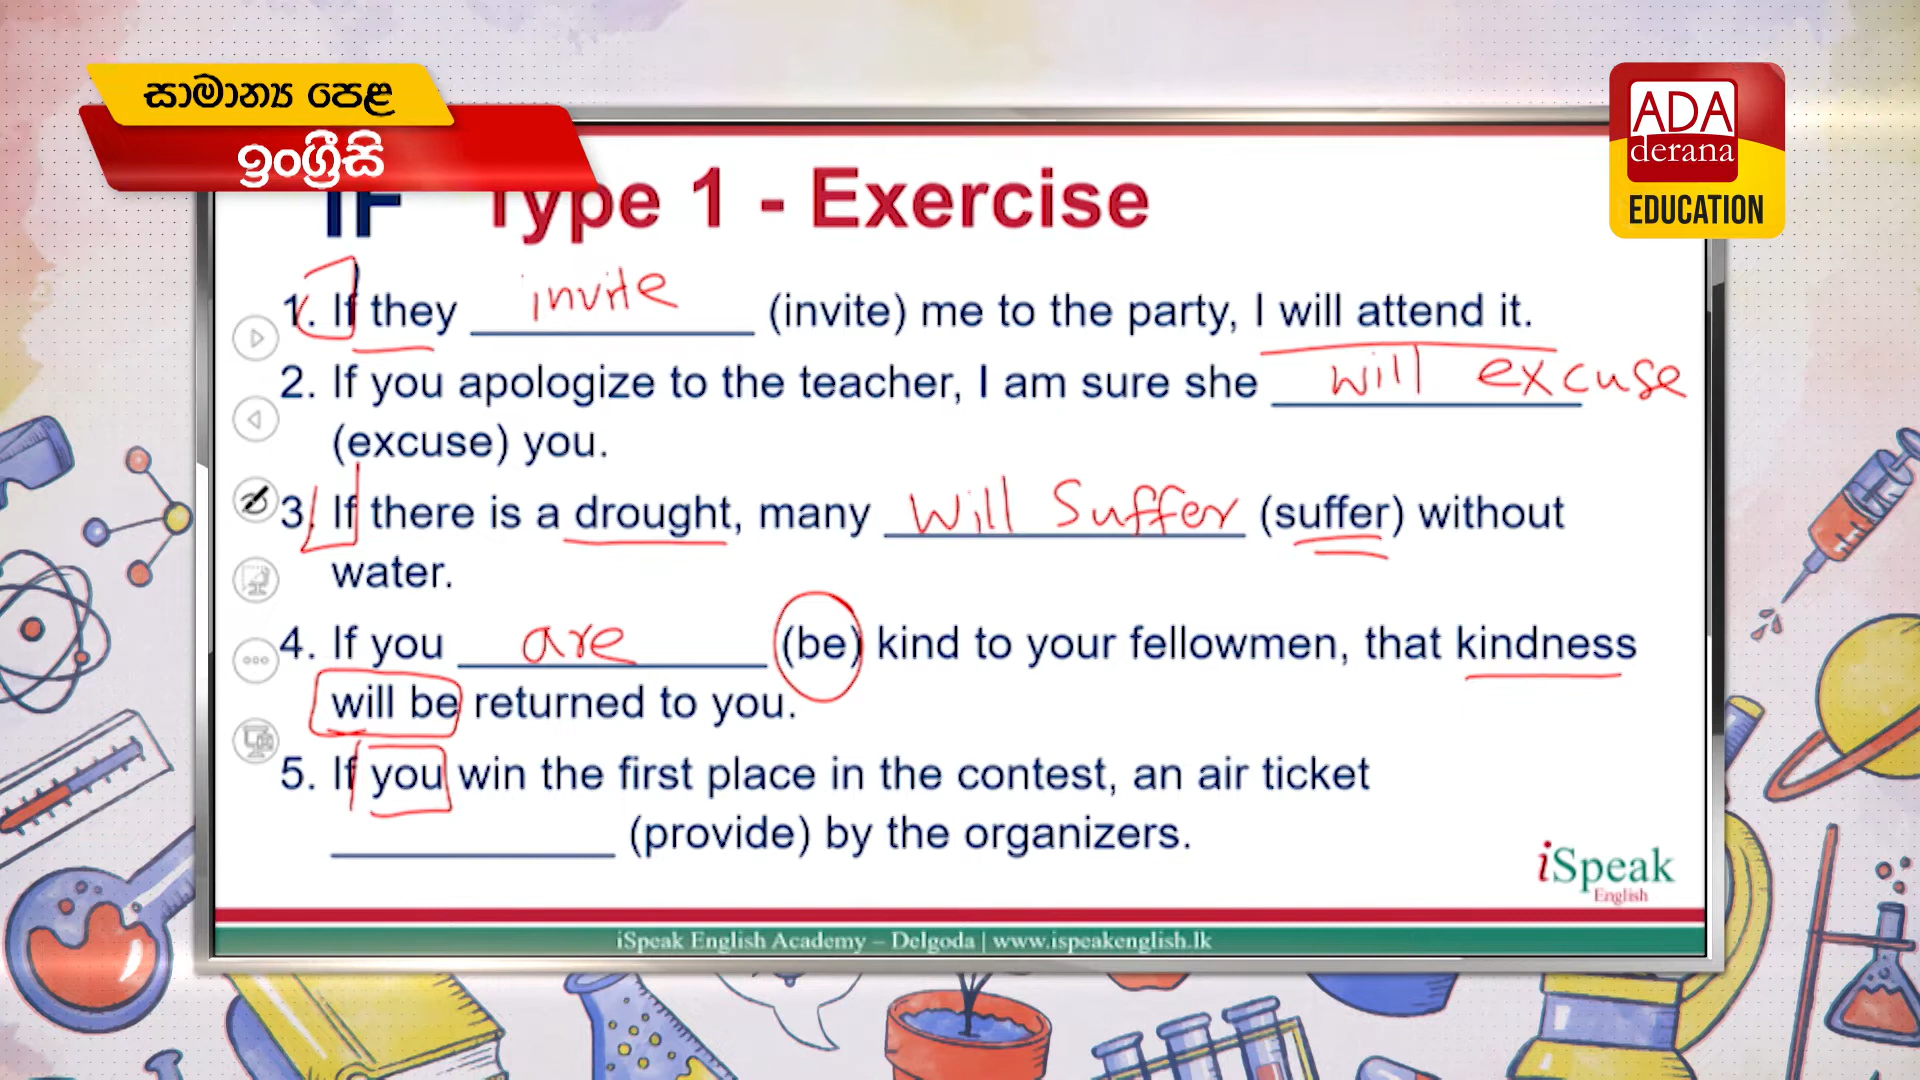 සාමාන්‍ය පෙළ
ඉංග්‍රීසි
ADA
derana
EDUCATION
IF Type 1 - Exercise
1. If they invite (invite) me to the party, I will attend it.
2. If you apologize to the teacher, I am sure she will excuse
(excuse) you.
3. If there is a drought, many will suffer (suffer) without
water.
4. If you are (be) kind to your fellowmen, that kindness
will be returned to you.
5. If you win the first place in the contest, an air ticket
____________ (provide) by the organizers.
iSpeak
English
iSpeak English Academy – Delgoda | www.ispeakenglish.lk